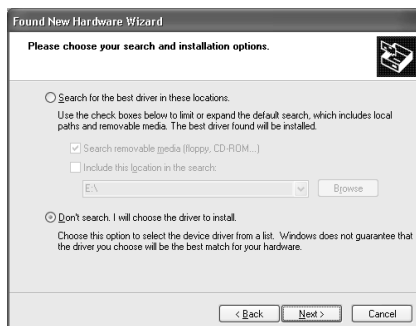 Found New Hardware Wizard
Please choose your search and installation options.
Search for the best driver in these locations.
Use the check boxes below to limit or expand the default search, which includes local
paths and removable media. The best driver found will be installed.
Search removable media (floppy, CD-ROM...)
Include this location in the search:
E:\
Browse
Don't search. I will choose the driver to install.
Choose this option to select the device driver from a list. Windows does not guarantee that
the driver you choose will be the best match for your hardware.
< Back
Next >
Cancel